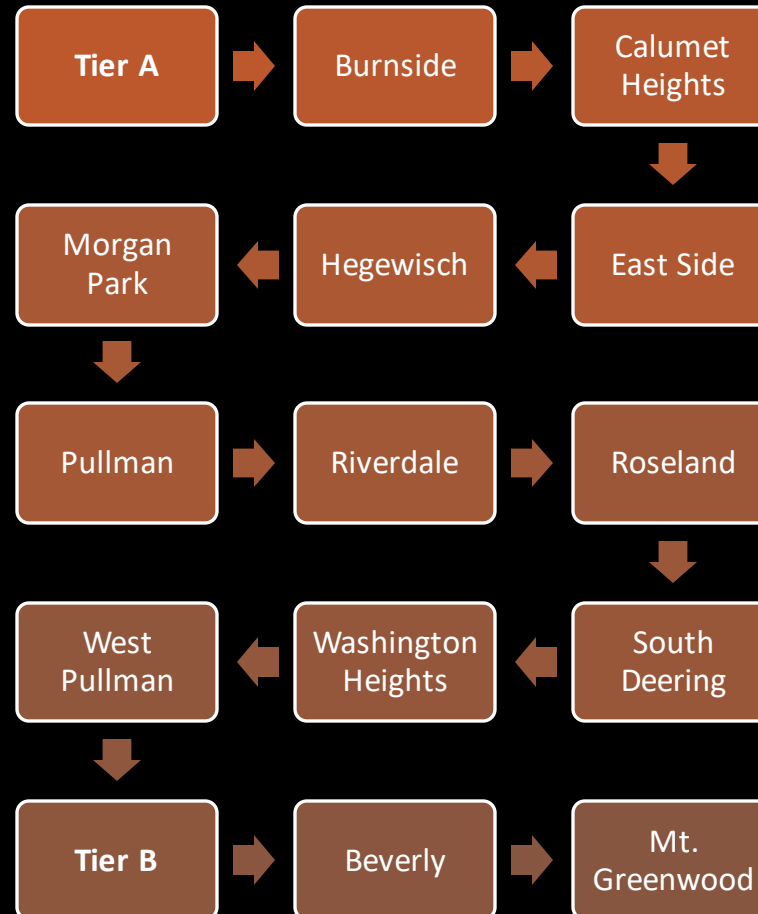 Tier A
Burnside
Calumet
Heights
East Side
Hegewisch
Morgan
Park
Pullman
Riverdale
Roseland
South
Deering
Washington
Heights
West
Pullman
Tier B
Beverly
Mt.
Greenwood